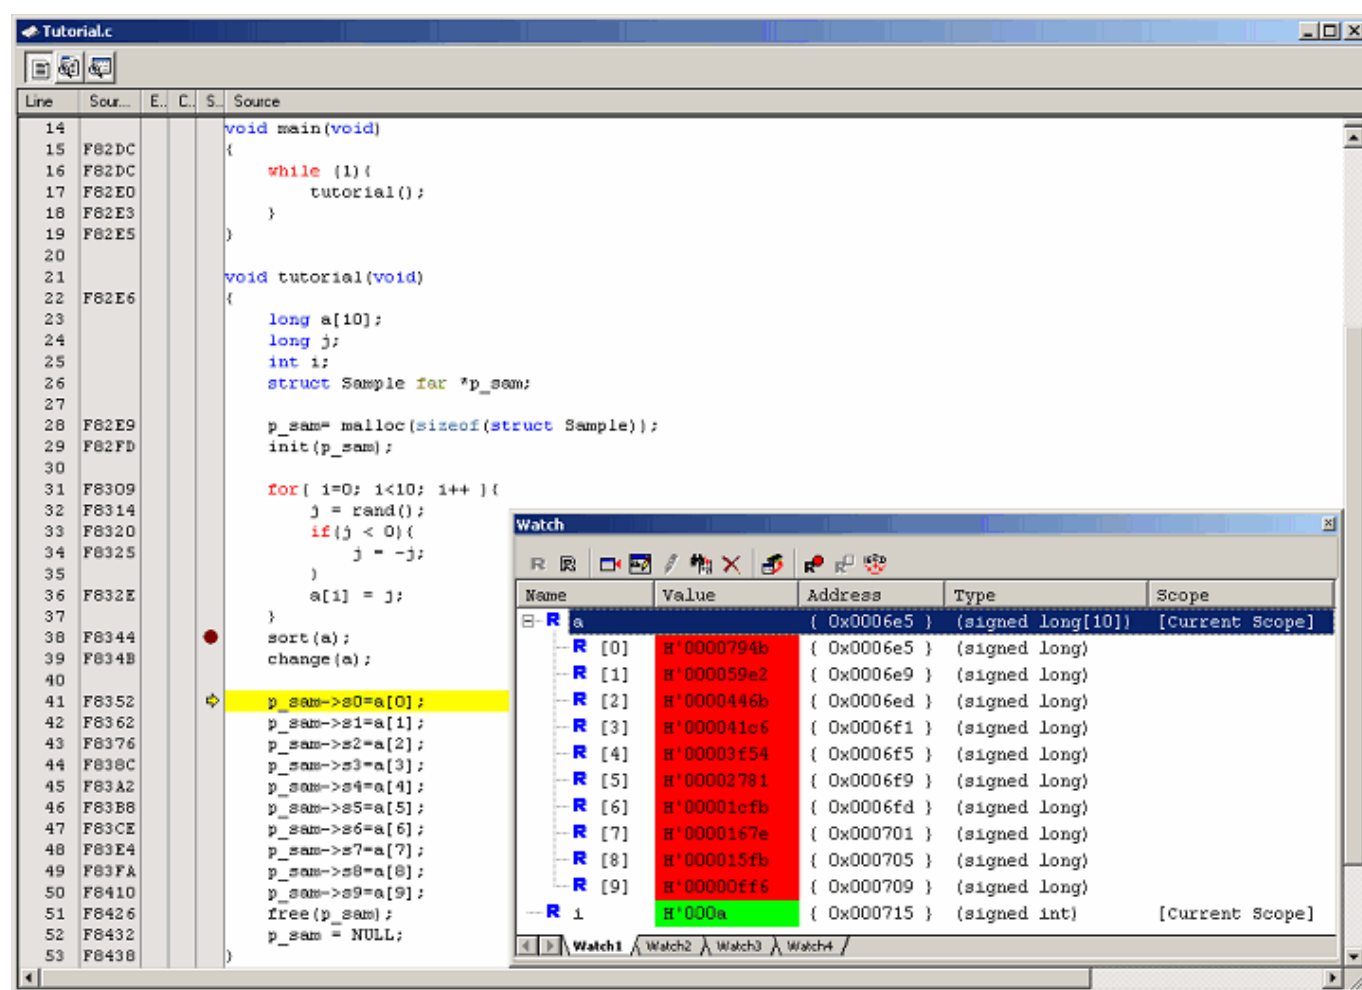 Tutorial.c
Line Sour... E.. C.. S.. Source
14 void main(void)
15 F82DC {
16 F82DC while (1){
17 F82E0 tutorial();
18 F82E3 }
19 F82E5 }
20
21 void tutorial(void)
22 F82E6 {
23 long a[10];
24 long j;
25 int i;
26 struct Sample far *p_sam;
27
28 F82E9 p_sam= malloc(sizeof(struct Sample));
29 F82FD init(p_sam);
30
31 F8309 for( i=0; i<10; i++ ){
32 F8314 j = rand();
33 F8320 if(j < 0){
34 F8325 j = -j;
35 }
36 F832E a[i] = j;
37 }
38 F8344 sort(a);
39 F834B change(a);
40
41 F8352 p_sam->s0=a[0];
42 F8362 p_sam->s1=a[1];
43 F8376 p_sam->s2=a[2];
44 F838C p_sam->s3=a[3];
45 F83A2 p_sam->s4=a[4];
46 F83B8 p_sam->s5=a[5];
47 F83CE p_sam->s6=a[6];
48 F83E4 p_sam->s7=a[7];
49 F83FA p_sam->s8=a[8];
50 F8410 p_sam->s9=a[9];
51 F8426 free(p_sam);
52 F8432 p_sam = NULL;
53 F8438 }
Watch
Name Value Address Type Scope
R a { 0x0006e5 } (signed long[10]) [Current Scope]
R [0] H'0000794b { 0x0006e5 } (signed long)
R [1] H'000059e2 { 0x0006e9 } (signed long)
R [2] H'0000446b { 0x0006ed } (signed long)
R [3] H'000041c6 { 0x0006f1 } (signed long)
R [4] H'00003f54 { 0x0006f5 } (signed long)
R [5] H'00002781 { 0x0006f9 } (signed long)
R [6] H'00001cfb { 0x0006fd } (signed long)
R [7] H'0000167e { 0x000701 } (signed long)
R [8] H'000015fb { 0x000705 } (signed long)
R [9] H'00000ff6 { 0x000709 } (signed long)
R i H'000a { 0x000715 } (signed int) [Current Scope]
Watch1 Watch2 Watch3 Watch4